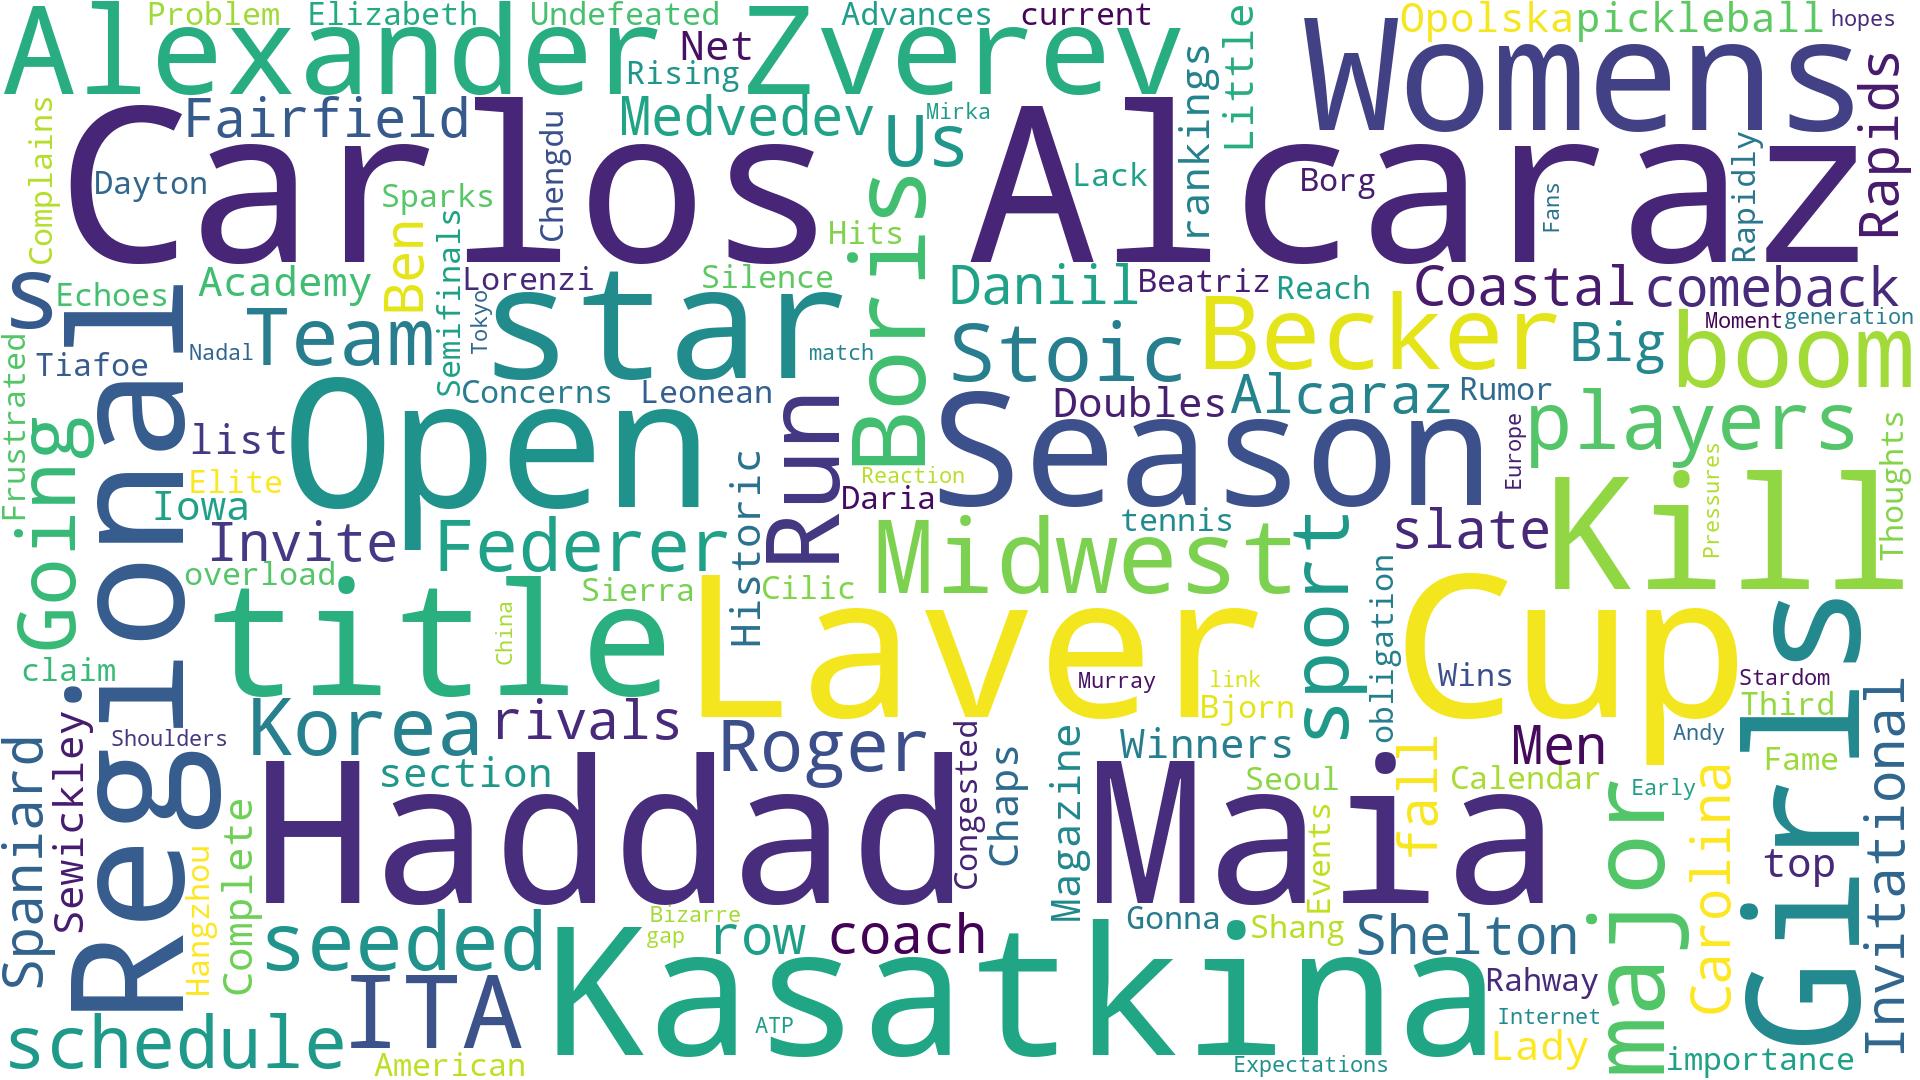 Problem
Elizabeth
Undefeated
Advances
current
Opolska
pickleball
hopes
Alexander Zverev
Net
Rising
Little
Womens
Rapids
rankings
Complains
Fairfield
Medvedev
Mirka
Us
Carlos Alcaraz
Dayton
Sparks
Chengdu
Lack
Borg
Fans
Rapidly
Hits
Boris
Ben
Semifinals
s
Echoes
Academy
Lorenzi
Silence
Daniil
Beatriz
Reach
Coastal
comeback
Tokyo
star
Team
Stoic
Becker
Big
Moment
generation
boom
Tiafoe
Nadal
match
Frustrated
Going
Regional
Concerns
Leonean
Doubles
Alcaraz
Rumor
players
list
Open
Run
Season
Europe
Thoughts
Elite
Iowa
Reaction
Daria
Historic
Pressures
Invite
Federer
Midwest
tennis
sport
slate
Kill
overload
Sierra
Cilic
obligation
title
China
Laver Cup
claim
Murray
link
Wins
Stardom
Bjorn
Third
Girls
Korea
rivals
Shoulders
Roger
Winners
Men
Andy
Fame
Spaniard
Sewickley
section
Congested
Chaps
Magazine
Seoul
fall
Calendar
Early
Invitational
Haddad Maia
Hangzhou
Complete
Events
major
Carolina
top
Bizarre
gap
Gonna
Shang
Shelton
seeded
row
coach
Kasatkina
Rahway
ITA
ATP
Internet
schedule
American
Expectations
Lady
importance